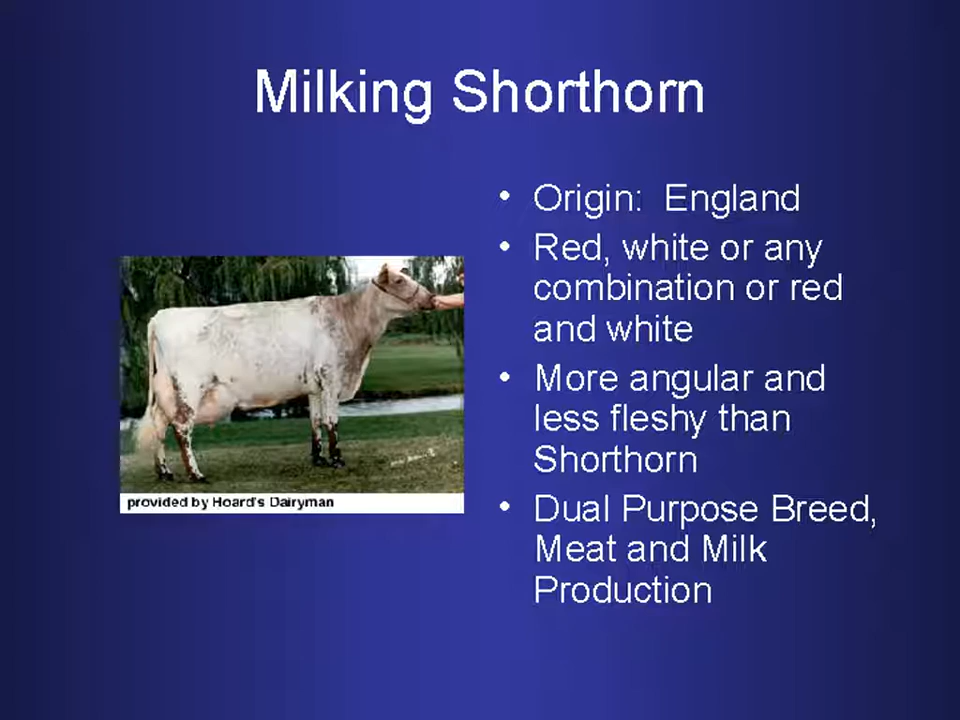 Milking Shorthorn
• Origin: England
• Red, white or any
combination or red
and white
• More angular and
less fleshy than
Shorthorn
• Dual Purpose Breed,
Meat and Milk
Production
provided by Hoard's Dairyman